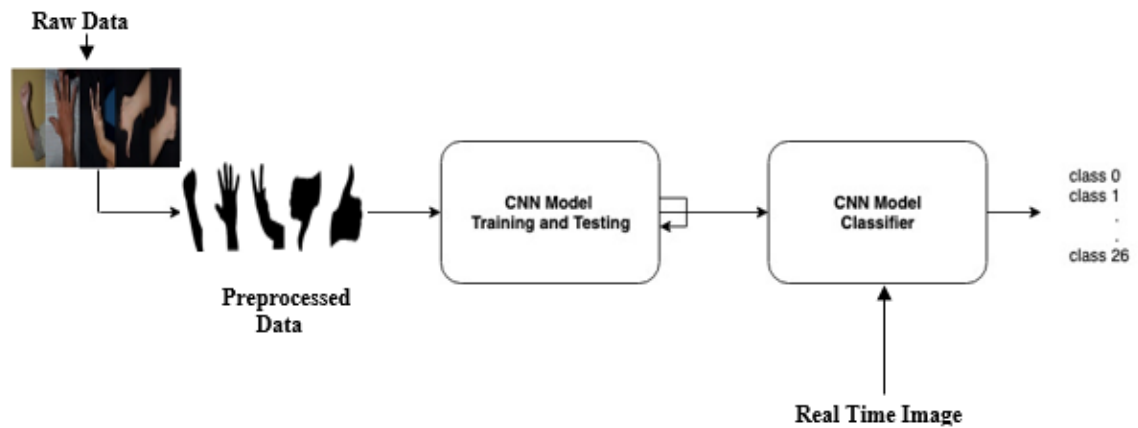 Raw Data
Preprocessed
Data
CNN Model
Training and Testing
CNN Model
Classifier
class 0
class 1
.
.
class 26
Real Time Image